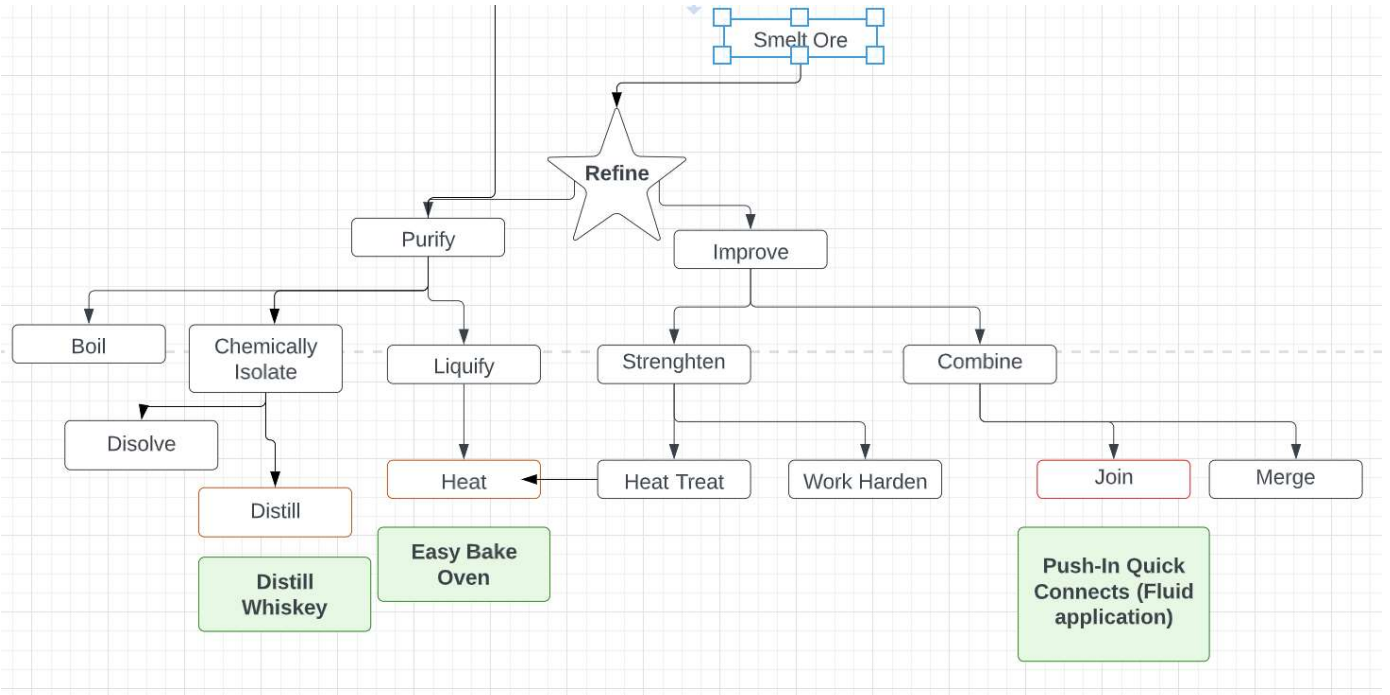 Smelt Ore
Refine
Purify
Improve
Boil
Chemically
Isolate
Liquify
Strenghten
Combine
Disolve
Heat
Heat Treat
Work Harden
Join
Merge
Distill
Easy Bake
Oven
Distill
Whiskey
Push-In Quick
Connects (Fluid
application)